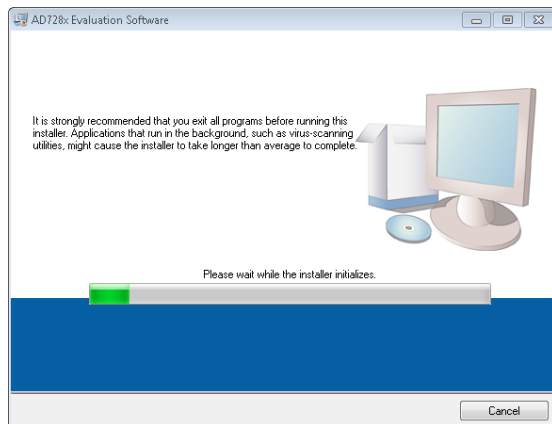 AD728x Evaluation Software
It is strongly recommended that you exit all programs before running this
installer. Applications that run in the background, such as virus-scanning
utilities, might cause the installer to take longer than average to complete.
Please wait while the installer initializes.
Cancel